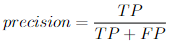 precision = TP / (TP + FP)